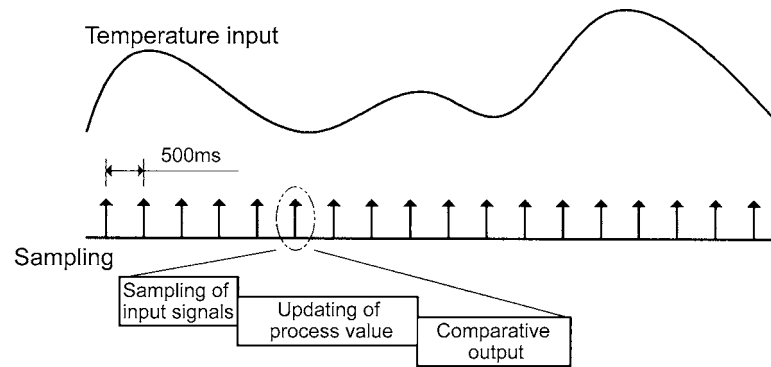 Temperature input
500ms
Sampling
Sampling of
input signals
Updating of
process value
Comparative
output